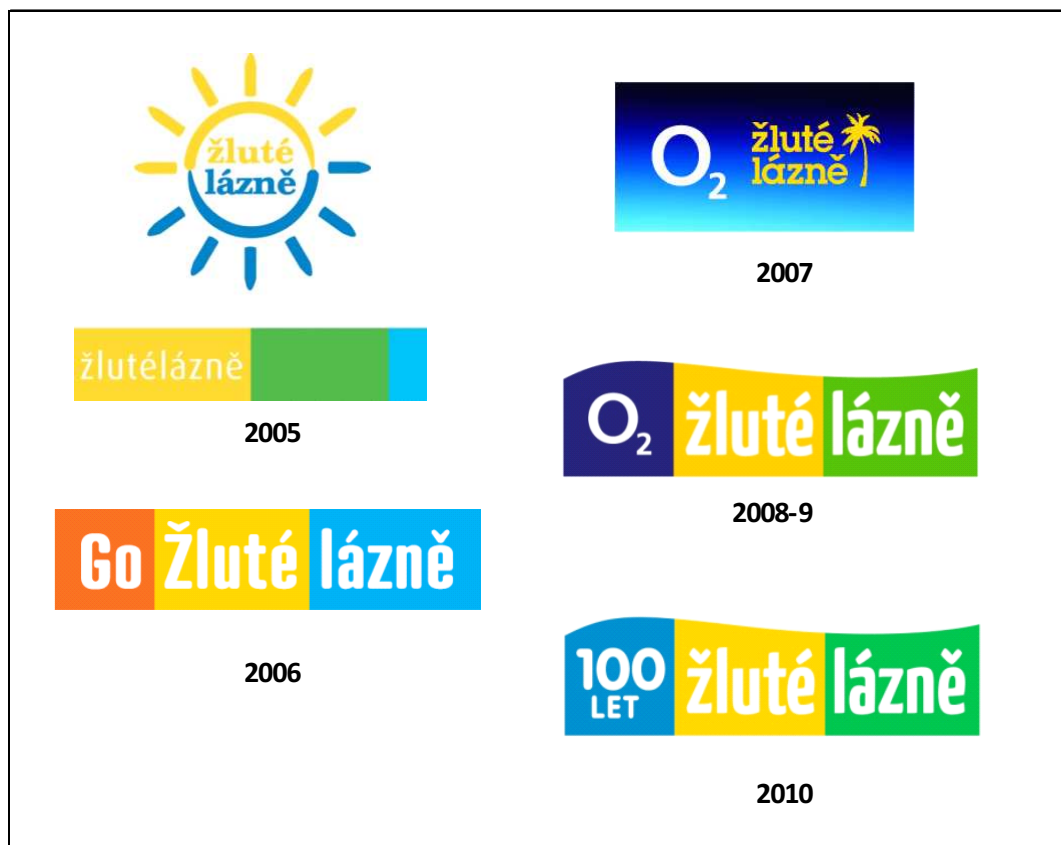 žluté
lázně
žlutélázně
2005
Go Žluté lázně
2006
O2 žluté
lázně
2007
O2 žluté lázně
2008-9
100
LET žluté lázně
2010